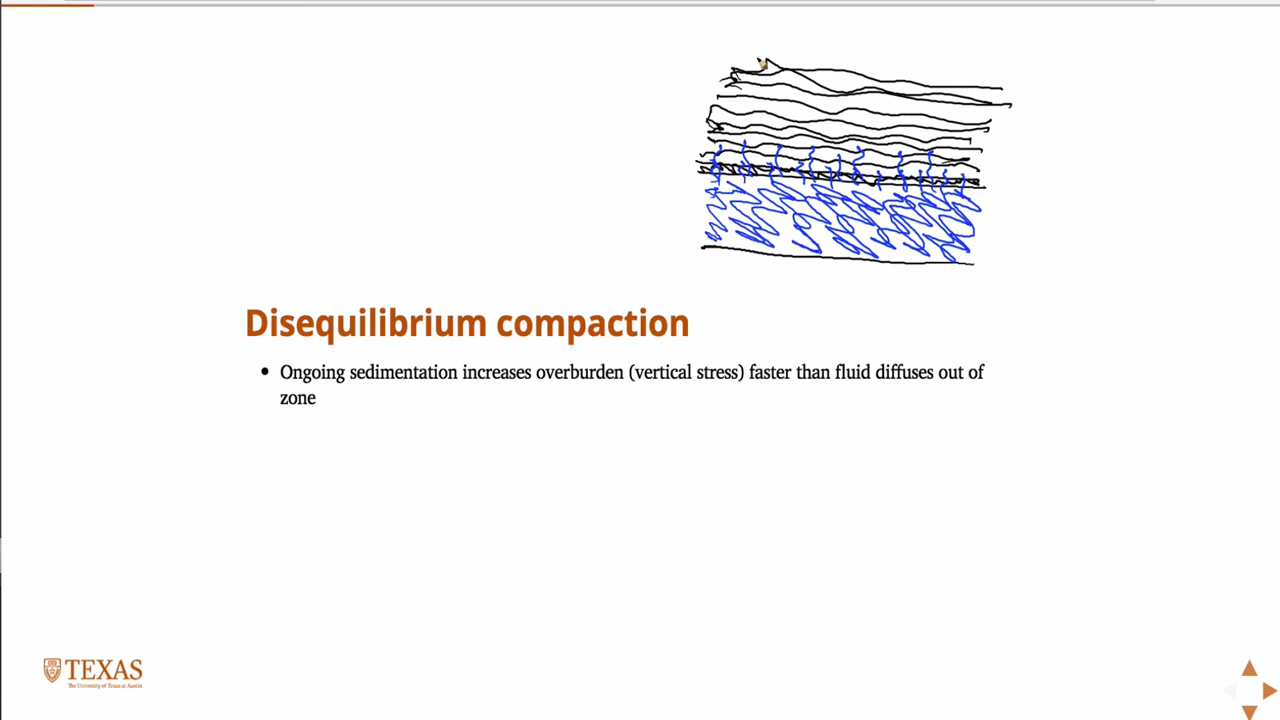 Disequilibrium compaction
• Ongoing sedimentation increases overburden (vertical stress) faster than fluid diffuses out of
zone
TEXAS
The University of Texas at Austin